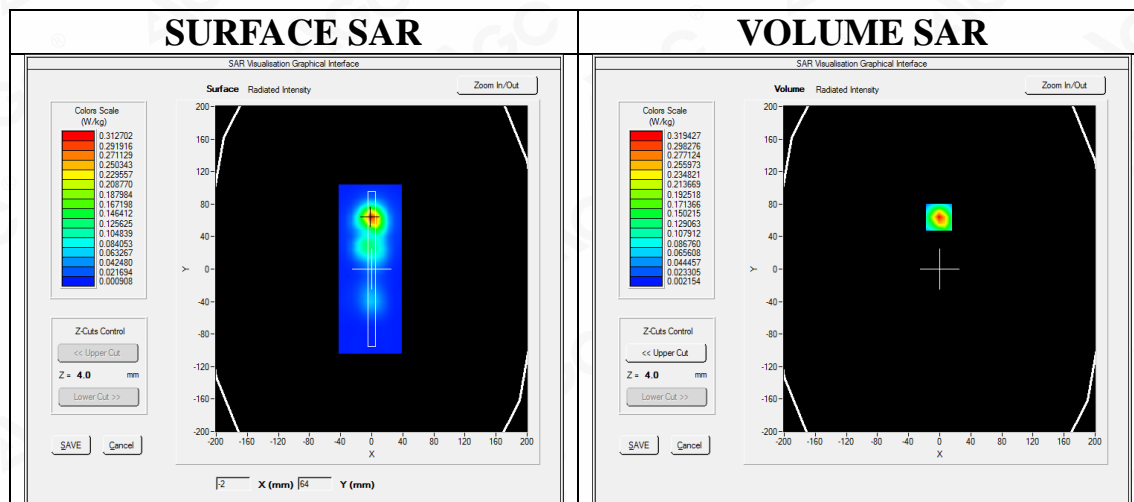 SURFACE SAR
SAR Visualisation Graphical Interface
Surface Radiated Intensity
Zoom In/Out
Colors Scale
(W/kg)
0.312702
0.291916
0.271129
0.250343
0.229557
0.208770
0.187984
0.167198
0.146412
0.125625
0.104839
0.084053
0.063267
0.042480
0.021694
0.000908
Z-Cuts Control
<< Upper Cut
Z = 4.0 mm
Lower Cut >>
SAVE Cancel
200
160
120
80
40
0
-40
-80
-120
-160
-200
Y
-200 -160 -120 -80 -40 0 40 80 120 160 200
X
-2 X (mm) 64 Y (mm)
VOLUME SAR
SAR Visualisation Graphical Interface
Volume Radiated Intensity
Zoom In/Out
Colors Scale
(W/kg)
0.319427
0.298276
0.277124
0.255973
0.234821
0.213669
0.192518
0.171366
0.150215
0.129063
0.107912
0.086760
0.065608
0.044457
0.023305
0.002154
Z-Cuts Control
<< Upper Cut
Z = 4.0 mm
Lower Cut >>
SAVE Cancel
200
160
120
80
40
0
-40
-80
-120
-160
-200
Y
-200 -160 -120 -80 -40 0 40 80 120 160 200
X